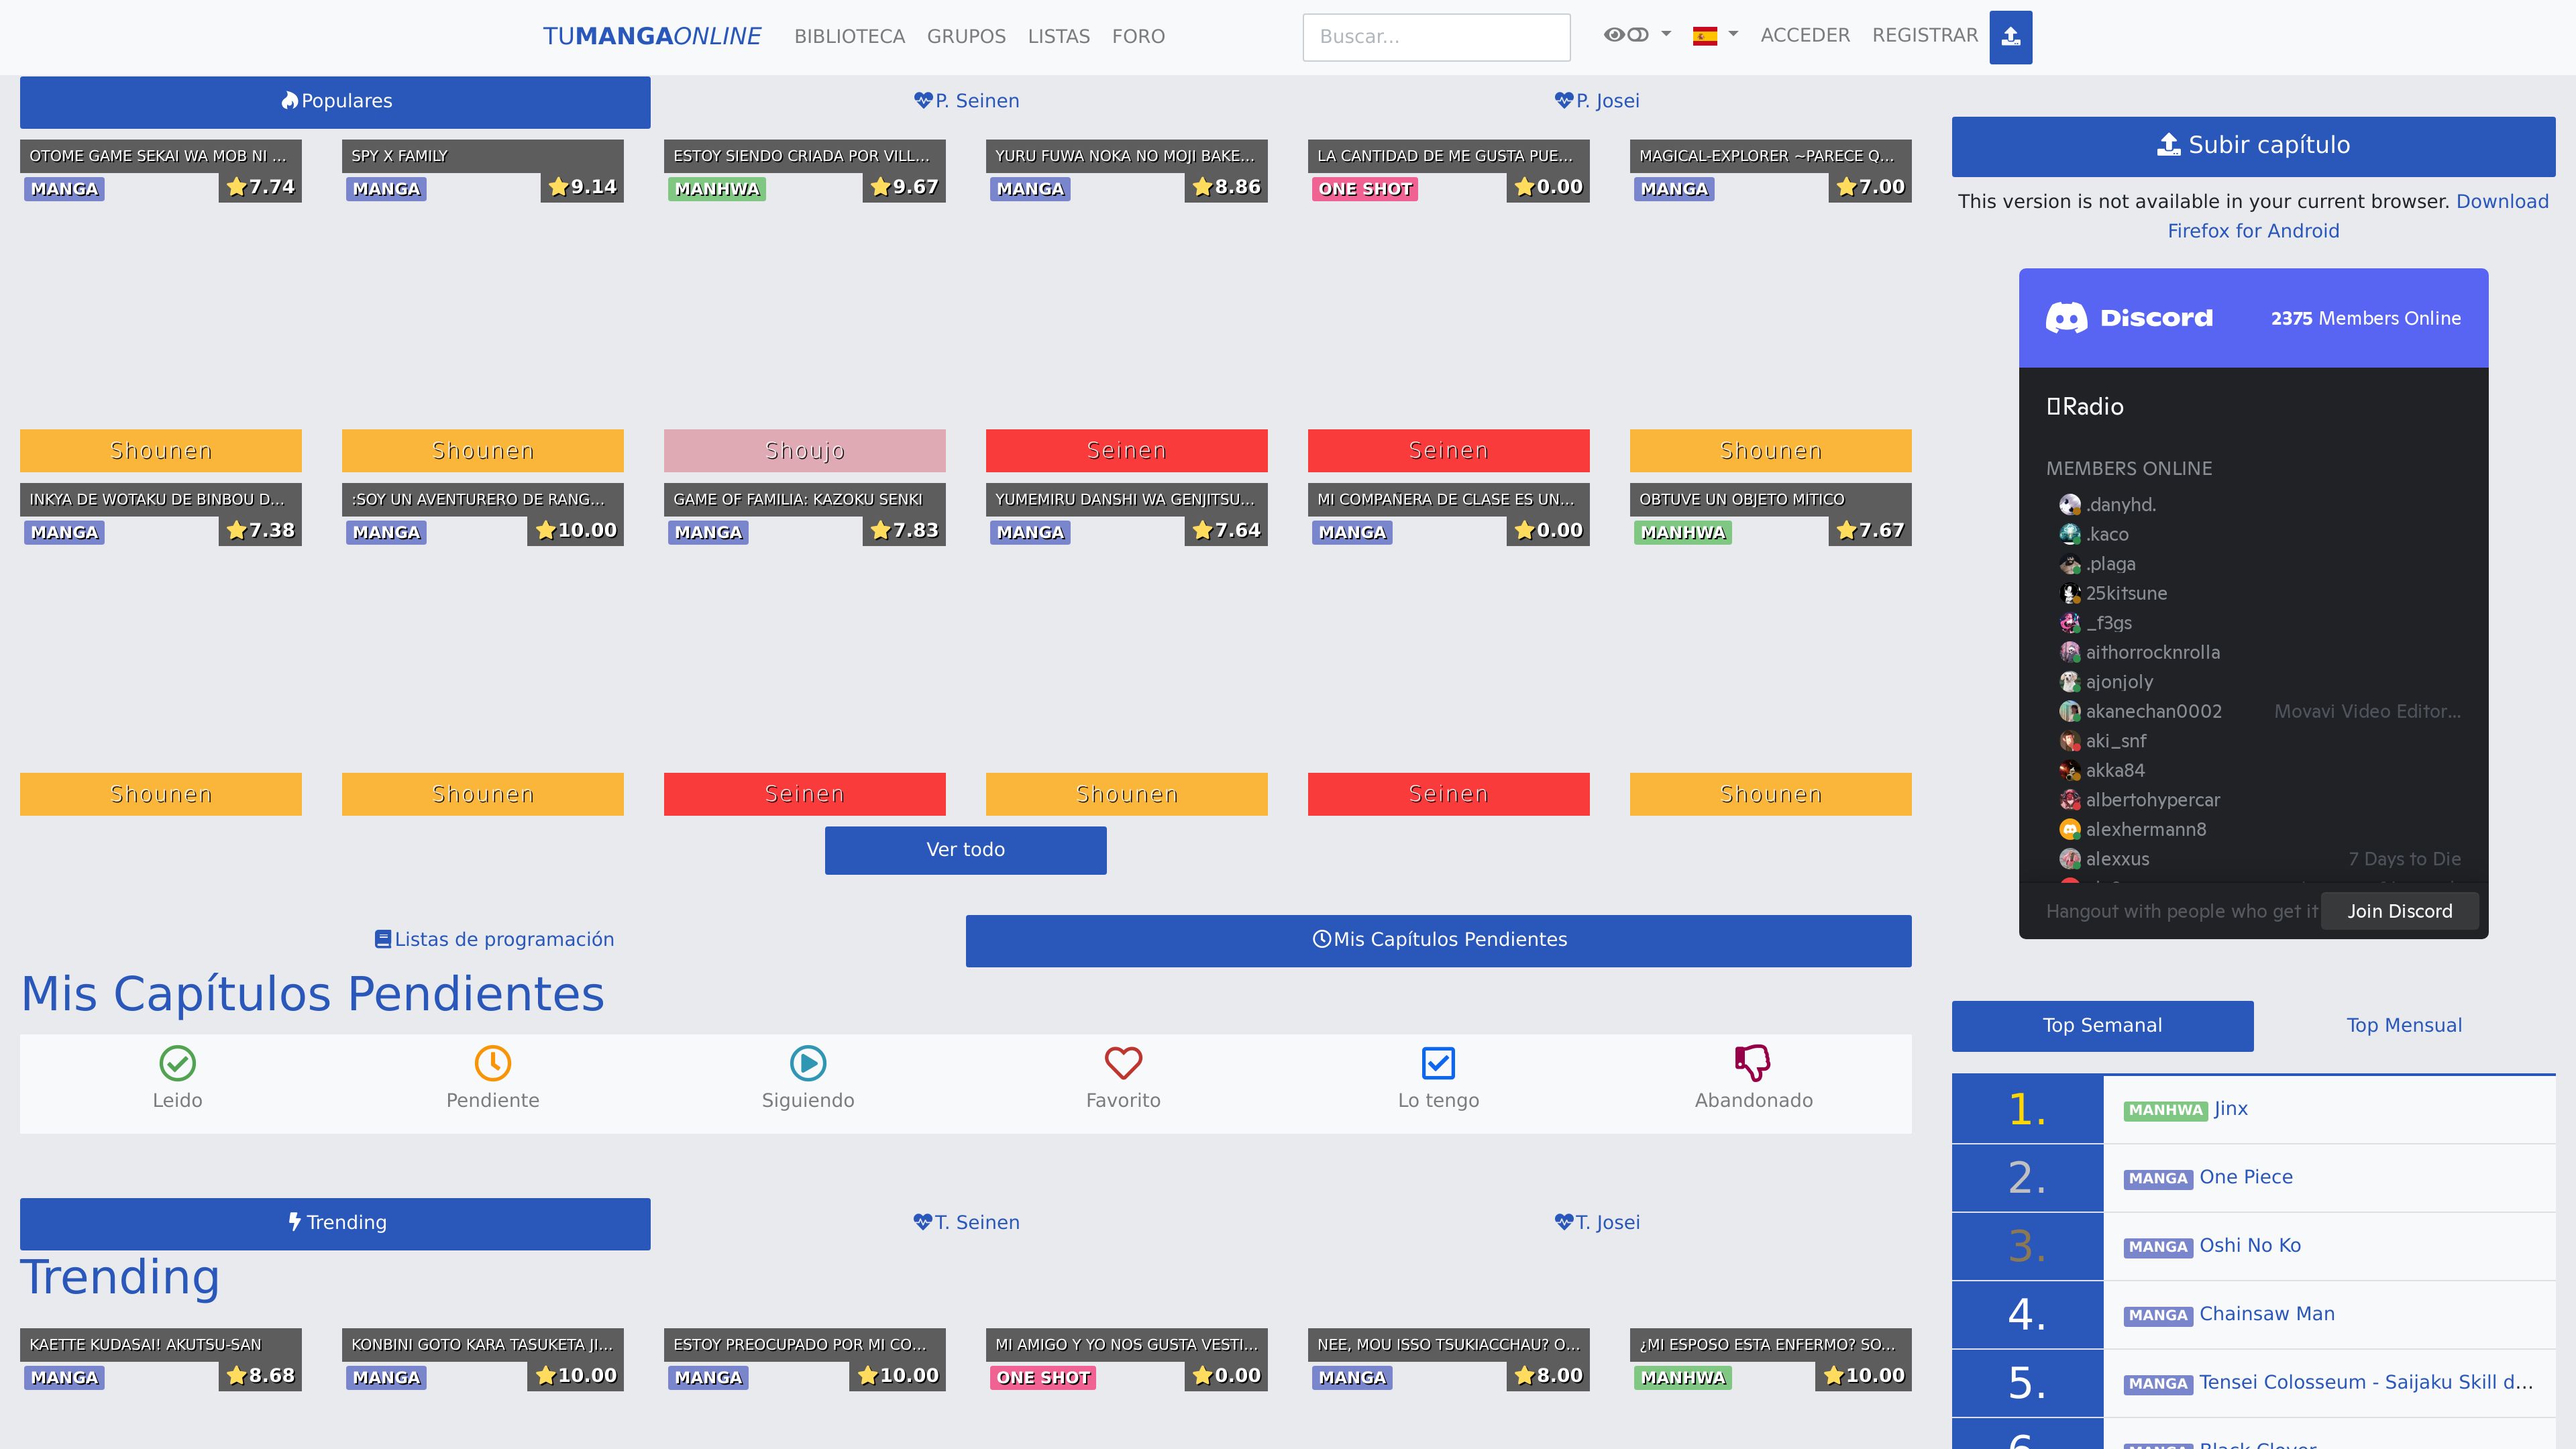 TUMANGAONLINE BIBLIOTECA GRUPOS LISTAS FORO Buscar... ACCEDER REGISTRAR
Populares P. Seinen P. Josei
OTOME GAME SEKAI WA MOB NI ...
MANGA 7.74
SPY X FAMILY
MANGA 9.14
ESTOY SIENDO CRIADA POR VILL...
MANHWA 9.67
YURU FUWA NOKA NO MOJI BAKE...
MANGA 8.86
LA CANTIDAD DE ME GUSTA PUE...
ONE SHOT 0.00
MAGICAL-EXPLORER ~PARECE Q...
MANGA 7.00
Shounen Shounen Shoujo Seinen Seinen Shounen
INKYA DE WOTAKU DE BINBOU D...
MANGA 7.38
:SOY UN AVENTURERO DE RANG...
MANGA 10.00
GAME OF FAMILIA: KAZOKU SENKI
MANGA 7.83
YUMEMIRU DANSHI WA GENJITSU...
MANGA 7.64
MI COMPANERA DE CLASE ES UN...
MANGA 0.00
OBTUVE UN OBJETO MITICO
MANHWA 7.67
Shounen Shounen Seinen Shounen Seinen Shounen
Ver todo
Listas de programación Mis Capítulos Pendientes
Mis Capítulos Pendientes
Leido Pendiente Siguiendo Favorito Lo tengo Abandonado
Trending T. Seinen T. Josei
Trending
KAETTE KUDASAI! AKUTSU-SAN
MANGA 8.68
KONBINI GOTO KARA TASUKETA JI...
MANGA 10.00
ESTOY PREOCUPADO POR MI CO...
MANGA 10.00
MI AMIGO Y YO NOS GUSTA VESTI...
ONE SHOT 0.00
NEE, MOU ISSO TSUKIACCHAU? O...
MANGA 8.00
¿MI ESPOSO ESTA ENFERMO? SO...
MANHWA 10.00
Subir capítulo
This version is not available in your current browser. Download
Firefox for Android
Discord 2375 Members Online
Radio
MEMBERS ONLINE
.danyhd.
.kaco
.plaga
25kitsune
_f3gs
aithorrocknrolla
ajonjoly
akanechan0002 Movavi Video Editor...
aki_snf
akka84
albertohypercar
alexhermann8
alexxus 7 Days to Die
Hangout with people who get it Join Discord
Top Semanal Top Mensual
1. MANHWA Jinx
2. MANGA One Piece
3. MANGA Oshi No Ko
4. MANGA Chainsaw Man
5. MANGA Tensei Colosseum - Saijaku Skill d...
6. MANGA Black Clover